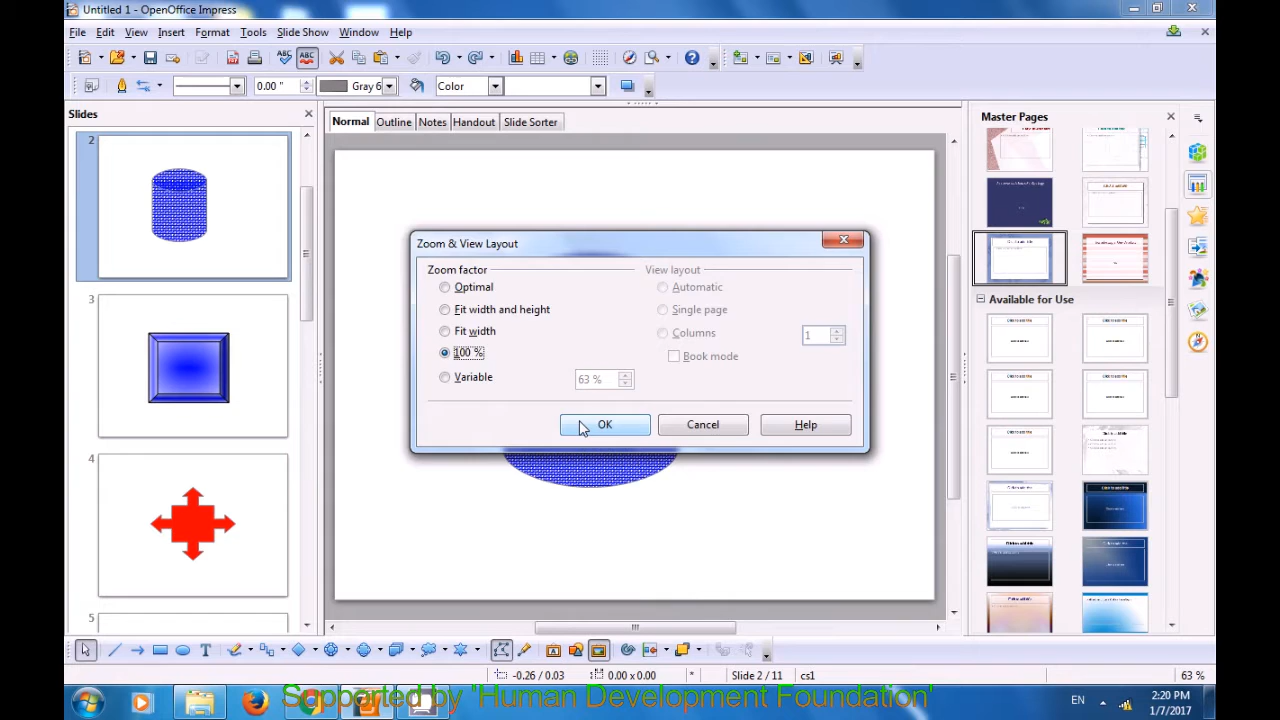 Untitled 1 - OpenOffice Impress
File Edit View Insert Format Tools Slide Show Window Help
0.00 " Gray 6 Color
Slides
Normal Outline Notes Handout Slide Sorter
Master Pages
2
3
4
5
Zoom & View Layout
Zoom factor
Optimal
Fit width and height
Fit width
100 %
Variable
63 %
View layout
Automatic
Single page
Columns
1
Book mode
OK Cancel Help
Available for Use
-0.26 / 0.03 0.00 x 0.00 * Slide 2 / 11 cs1 63 %
Supported by 'Human Development Foundation'
EN
2:20 PM
1/7/2017